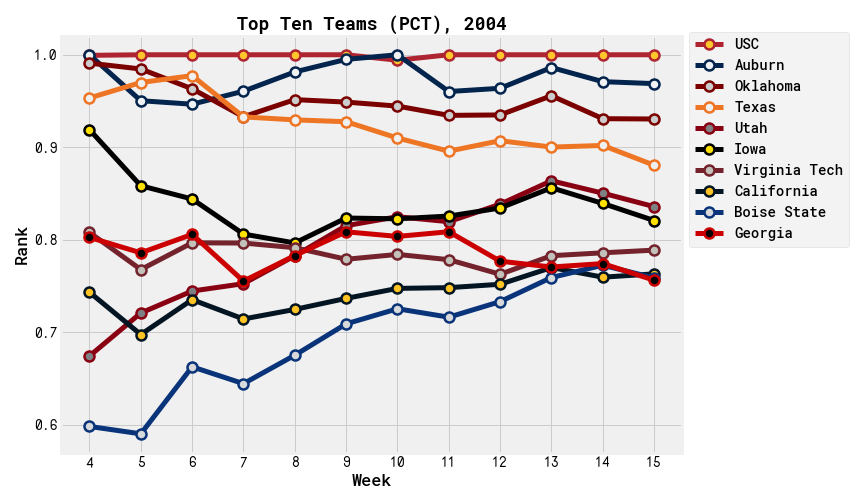 Top Ten Teams (PCT), 2004
1.0
0.9
0.8
0.7
0.6
Rank
4 5 6 7 8 9 10 11 12 13 14 15
Week
USC
Auburn
Oklahoma
Texas
Utah
Iowa
Virginia Tech
California
Boise State
Georgia